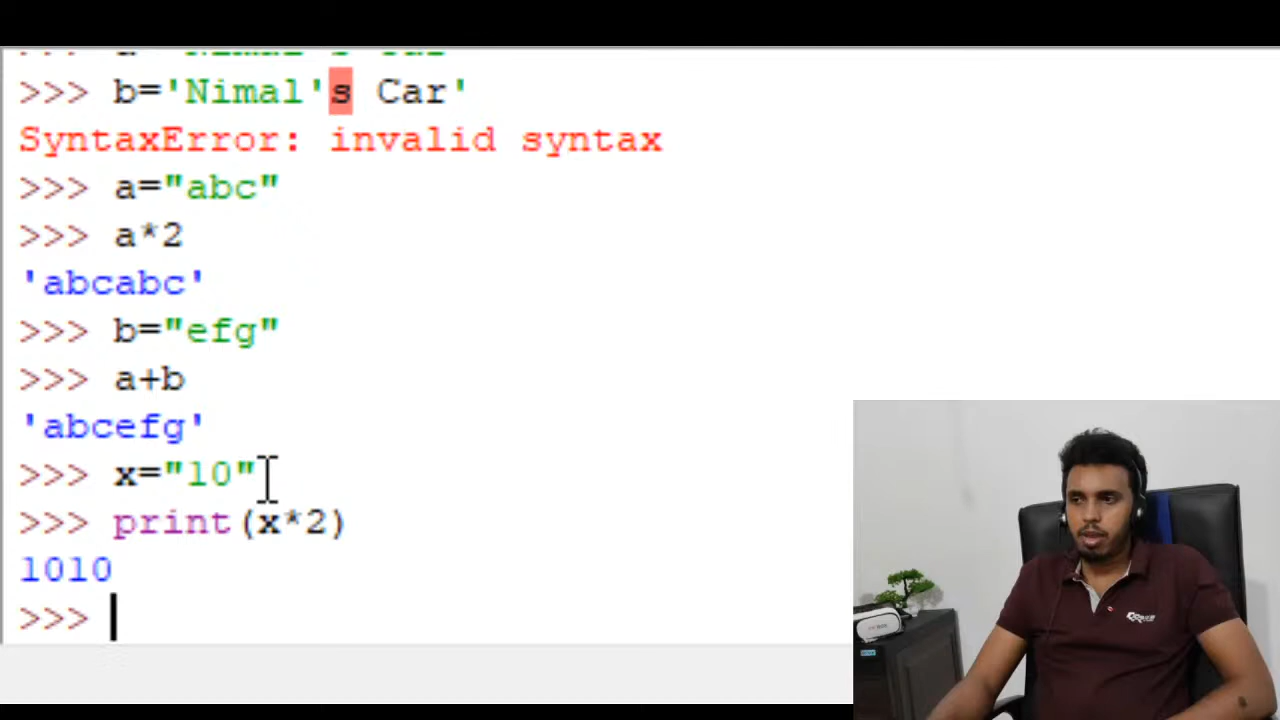 >>> b='Nimal's Car'
SyntaxError: invalid syntax
>>> a="abc"
>>> a*2
'abcabc'
>>> b="efg"
>>> a+b
'abcefg'
>>> x="10"
>>> print(x*2)
1010
>>>